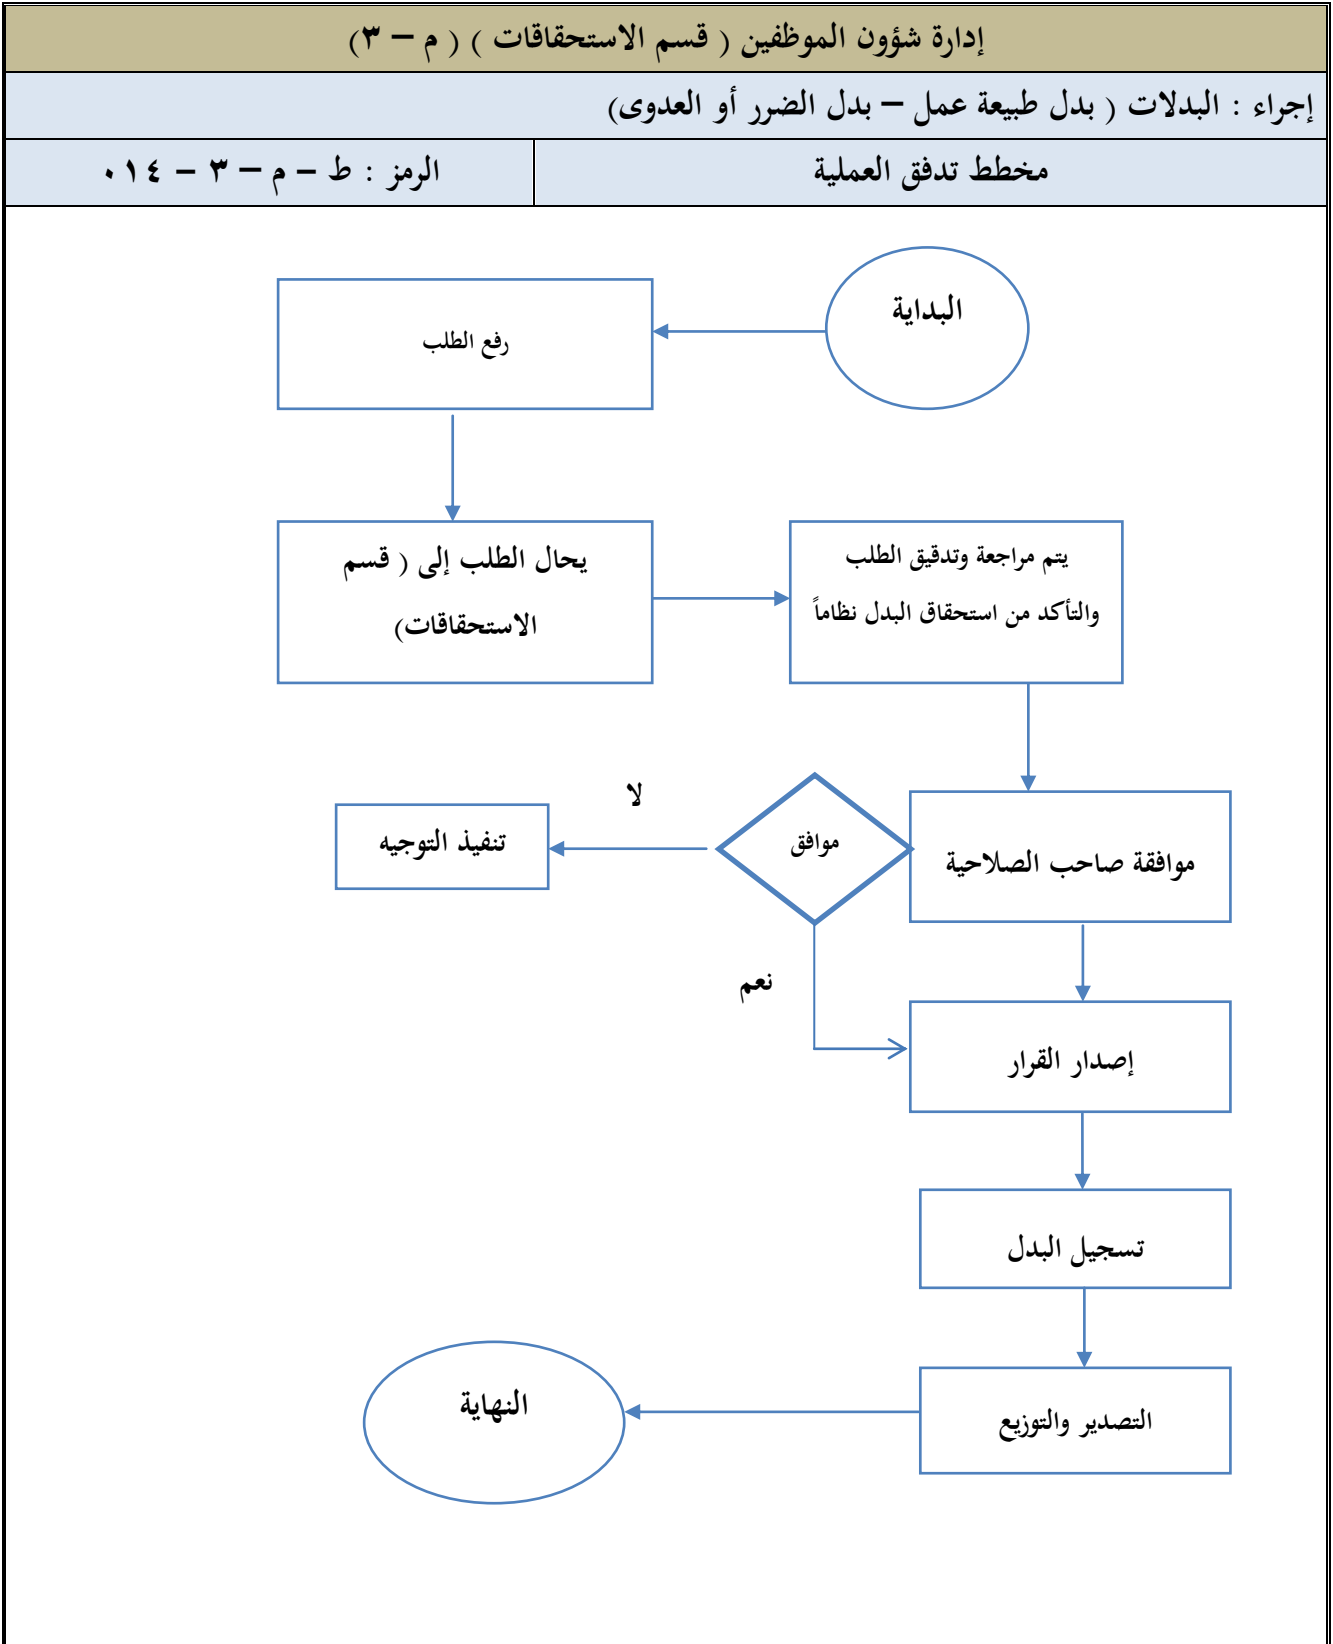 إدارة شؤون الموظفين ( قسم الاستحقاقات ) ( م – ٣)
إجراء : البدلات ( بدل طبيعة عمل – بدل الضرر أو العدوى)
مخطط تدفق العملية
الرمز : ط – م – ٣ – ٠١٤
البداية
رفع الطلب
يحال الطلب إلى ( قسم
الاستحقاقات)
يتم مراجعة وتدقيق الطلب
والتأكد من استحقاق البدل نظاماً
موافقة صاحب الصلاحية
موافق
لا
تنفيذ التوجيه
نعم
إصدار القرار
تسجيل البدل
التصدير والتوزيع
النهاية